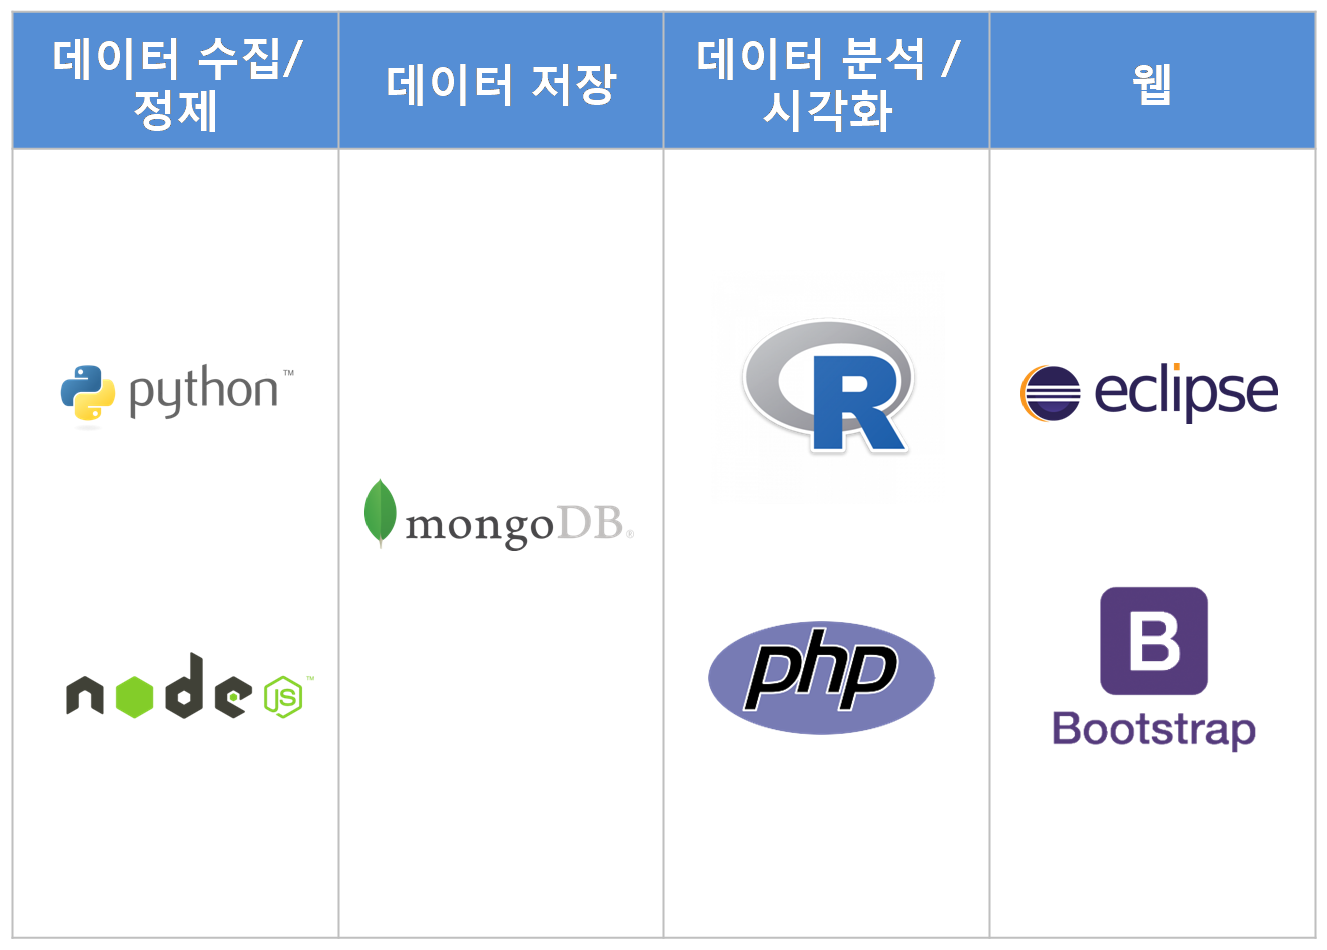 데이터 수집/
정제
데이터 저장
데이터 분석 /
시각화
웹
python™
node JS™
mongoDB®
R
php
eclipse
B
Bootstrap